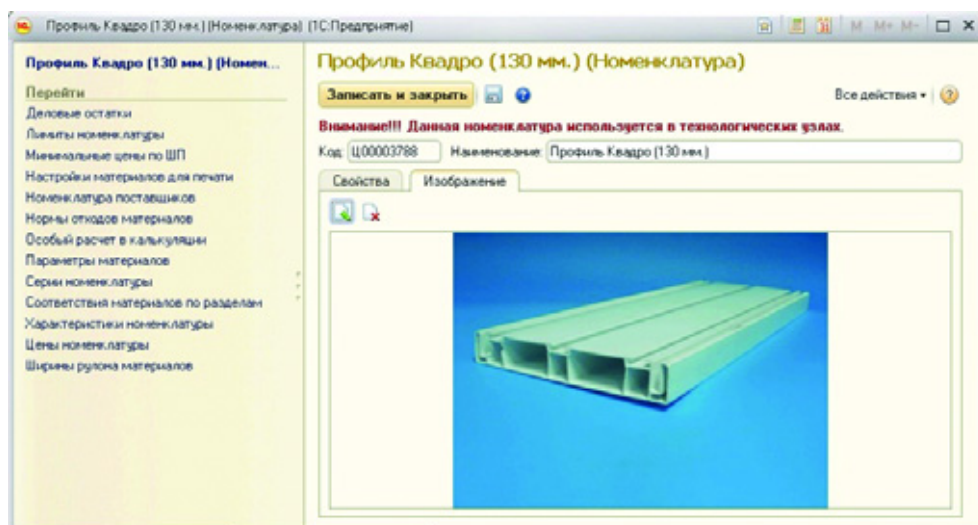 Профиль Квадро (130 мм.) (Номенклатура) (1С:Предприятие)
M M+ M-
Профиль Квадро (130 мм.) (Номен...
Перейти
Деловые остатки
Лимиты номенклатуры
Минимальные цены по ШП
Настройки материалов для печати
Номенклатура поставщиков
Нормы отходов материалов
Особый расчет в калькуляции
Параметры материалов
Серии номенклатуры
Соответствия материалов по разделам
Характеристики номенклатуры
Цены номенклатуры
Ширины рулона материалов
Профиль Квадро (130 мм.) (Номенклатура)
Записать и закрыть
Все действия
Внимание!!! Данная номенклатура используется в технологических узлах.
Код: Ц00003788 Наименование: Профиль Квадро (130 мм.)
Свойства Изображение